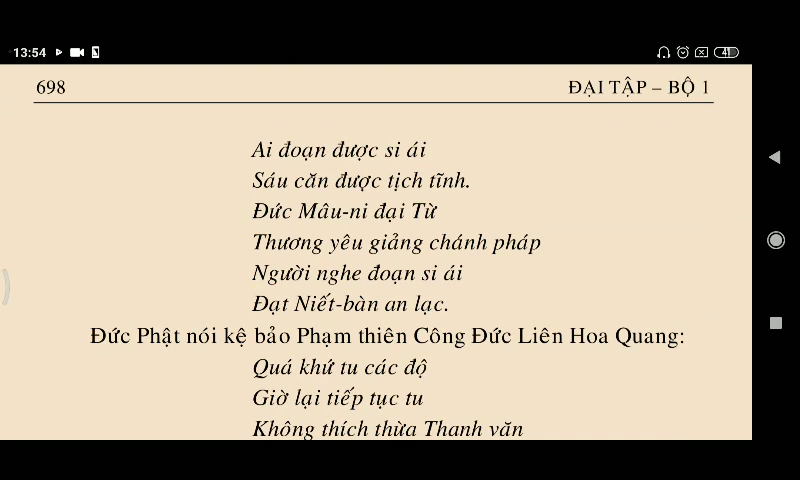 13:54
41
698 ĐẠI TẬP – BỘ 1
Ai đoạn được si ái
Sáu căn được tịch tĩnh.
Đức Mâu-ni đại Từ
Thương yêu giảng chánh pháp
Người nghe đoạn si ái
Đạt Niết-bàn an lạc.
Đức Phật nói kệ bảo Phạm thiên Công Đức Liên Hoa Quang:
Quá khứ tu các độ
Giờ lại tiếp tục tu
Không thích thừa Thanh văn